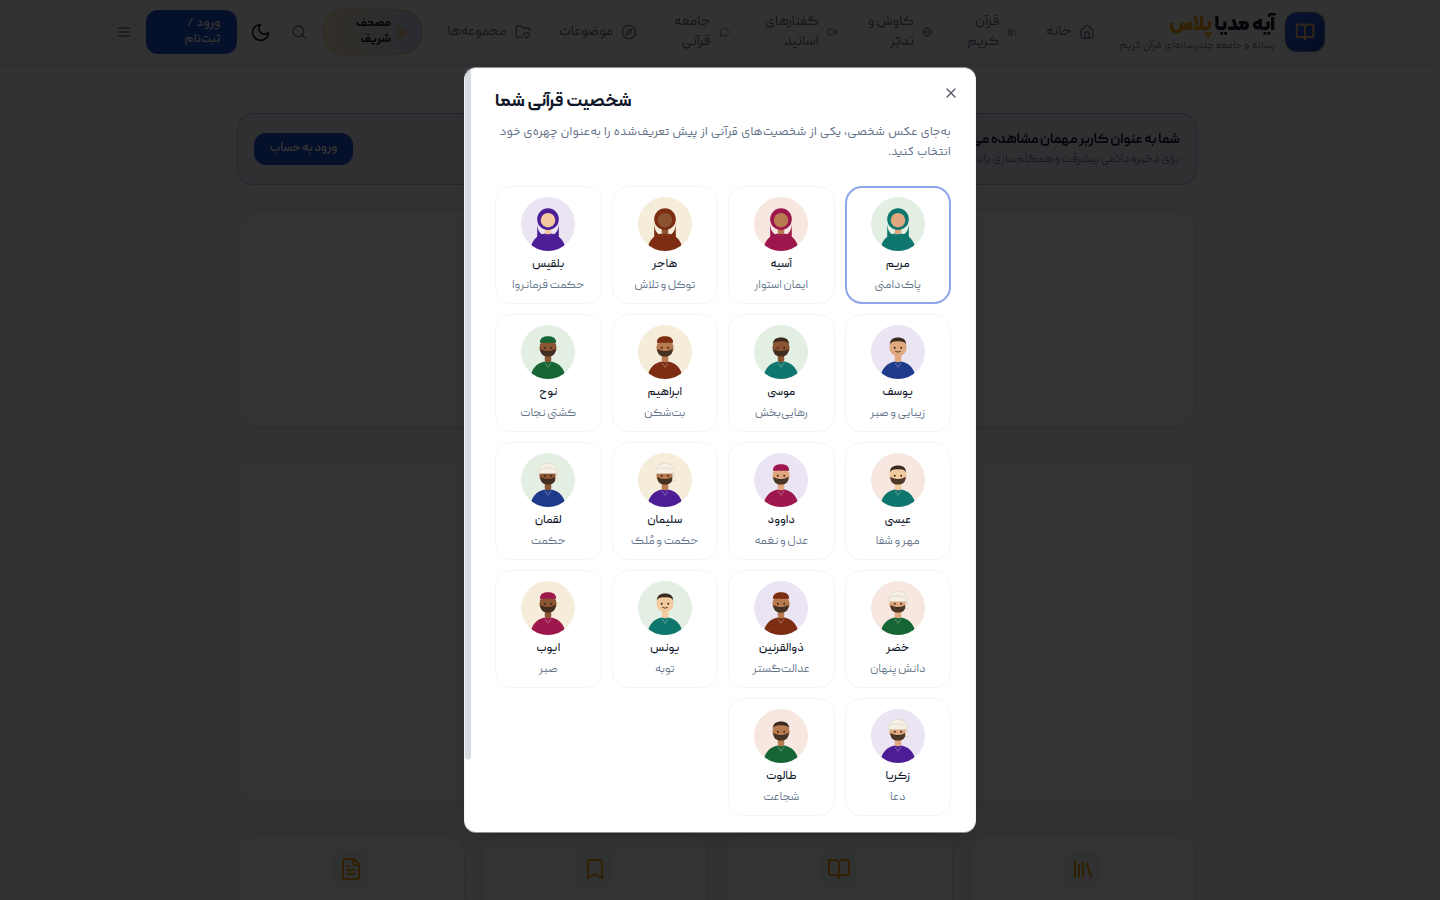 آیه مدیا پلاس
رسانه و جامعه چندرسانه‌ای قرآن کریم
خانه
قرآن
کریم
کاوش و
تدبّر
گفتارهای
اساتید
جامعه
قرآنی
موضوعات
مجموعه‌ها
مصحف
شریف
ورود /
ثبت‌نام
شما به عنوان کاربر مهمان مشاهده
برای ذخیره دائمی پیشرفت و همگام‌سازی
ورود به حساب
شخصیت قرآنی شما
به‌جای عکس شخصی، یکی از شخصیت‌های قرآنی از پیش تعریف‌شده را به‌عنوان چهره‌ی خود
انتخاب کنید.
مریم
پاک‌دامنی
آسیه
ایمان استوار
هاجر
توکل و تلاش
بلقیس
حکمت فرمانروا
یوسف
زیبایی و صبر
موسی
رهایی‌بخش
ابراهیم
بت‌شکن
نوح
کشتی نجات
عیسی
مهر و شفا
داوود
عدل و نغمه
سلیمان
حکمت و مُلک
لقمان
حکمت
خضر
دانش پنهان
ذوالقرنین
عدالت‌گستر
یونس
توبه
ایوب
صبر
زکریا
دعا
طالوت
شجاعت